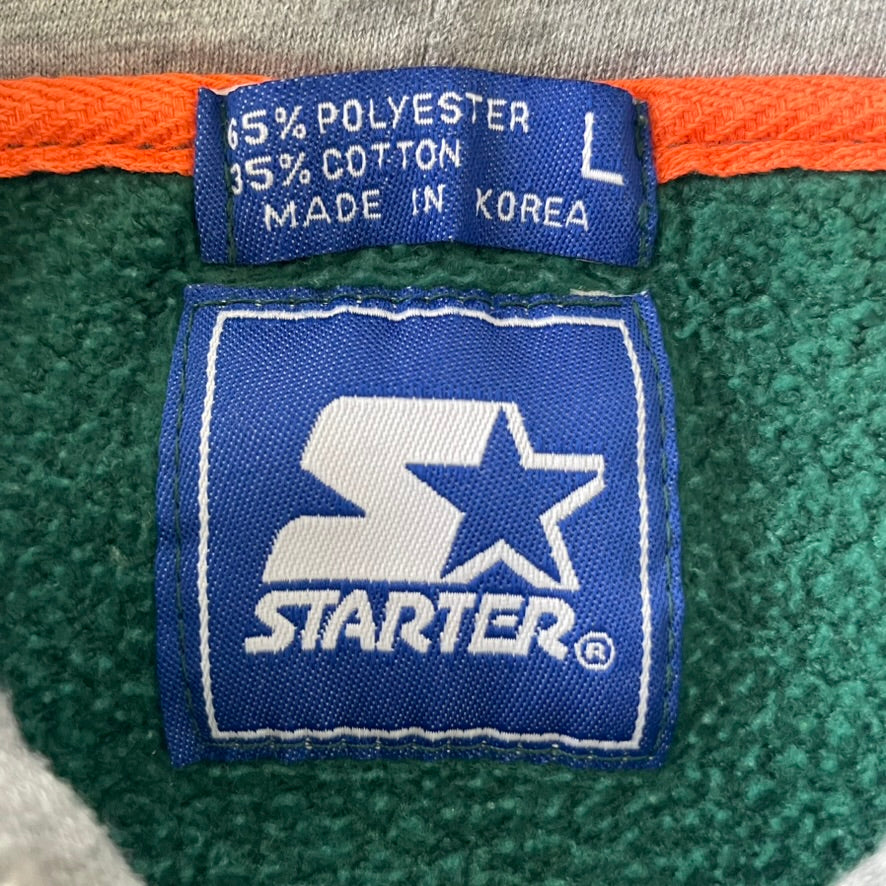 65% POLYESTER
35% COTTON
L
MADE IN KOREA
STARTER®